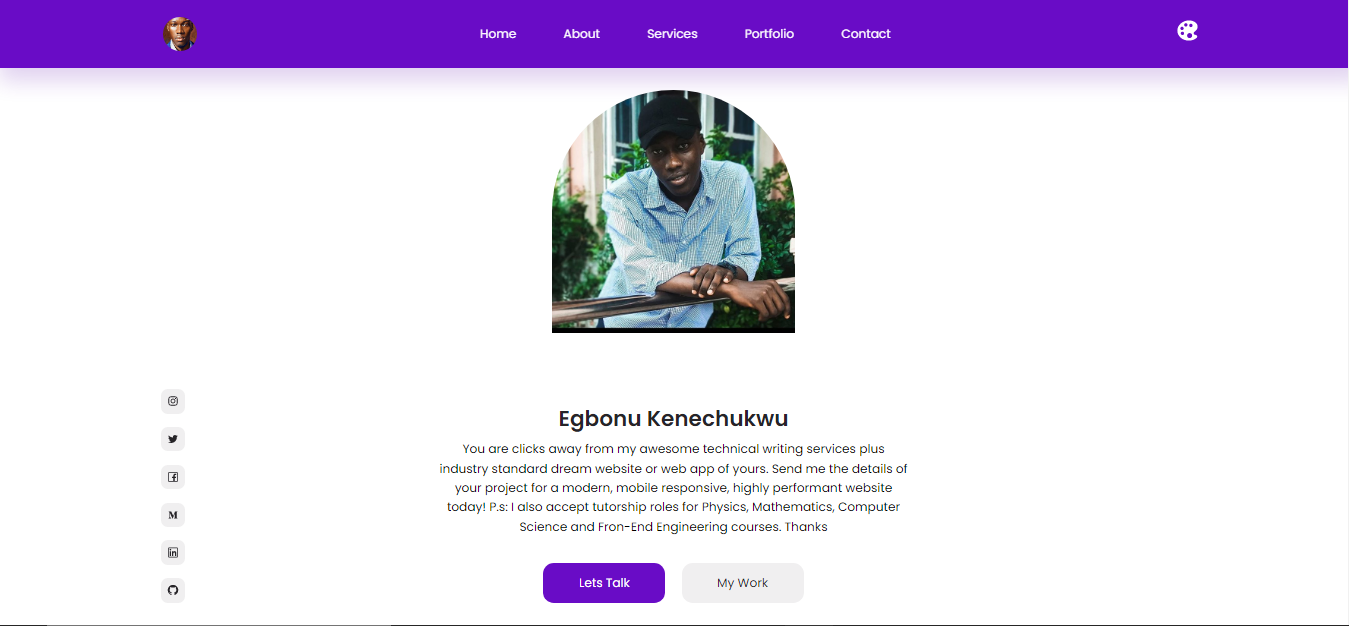 Home About Services Portfolio Contact
Egbonu Kenechukwu
You are clicks away from my awesome technical writing services plus
industry standard dream website or web app of yours. Send me the details of
your project for a modern, mobile responsive, highly performant website
today! P.s: I also accept tutorship roles for Physics, Mathematics, Computer
Science and Fron-End Engineering courses. Thanks
Lets Talk My Work